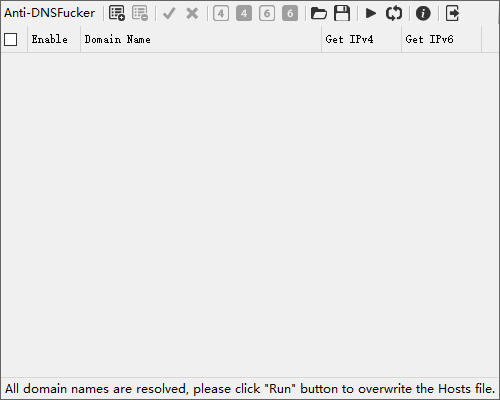 Anti-DNSFucker 4 4 6 6
Enable Domain Name Get IPv4 Get IPv6
All domain names are resolved, please click "Run" button to overwrite the Hosts file.